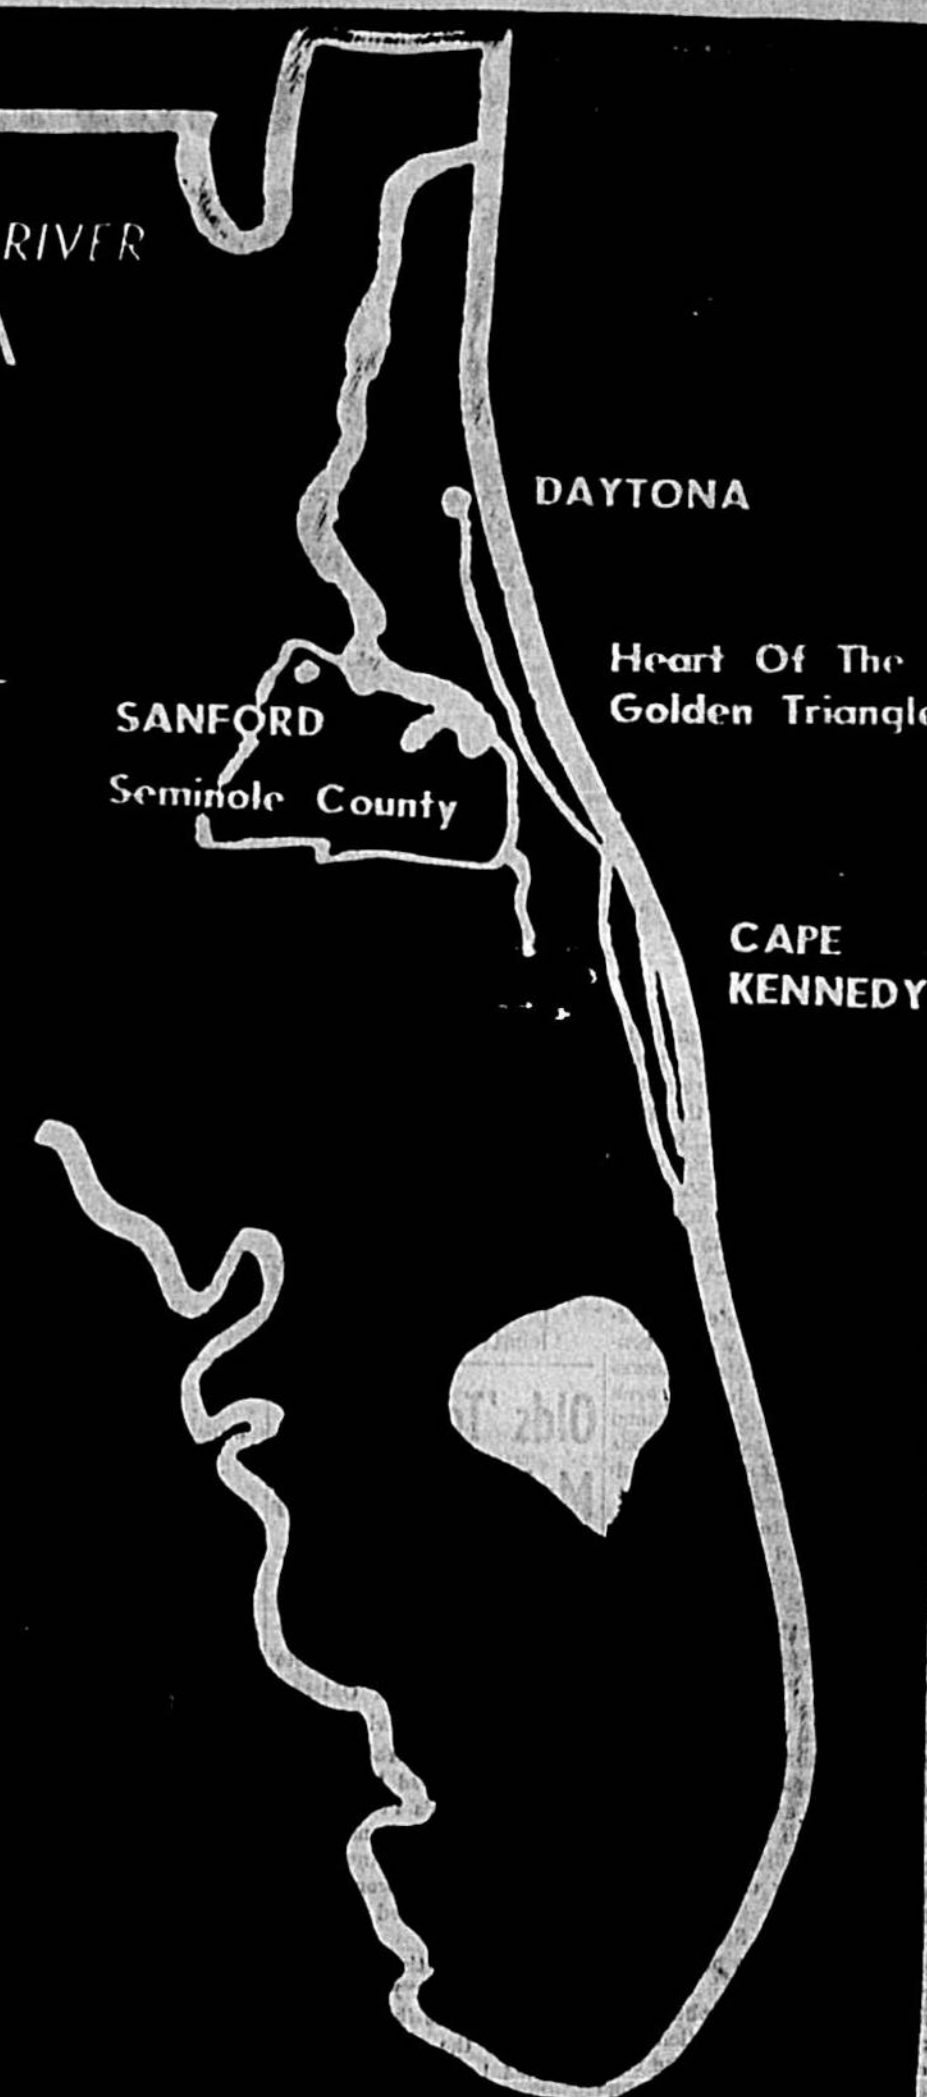 RIVER
A
DAYTONA
Heart Of The
Golden Triangle
SANFORD
Seminole County
CAPE
KENNEDY